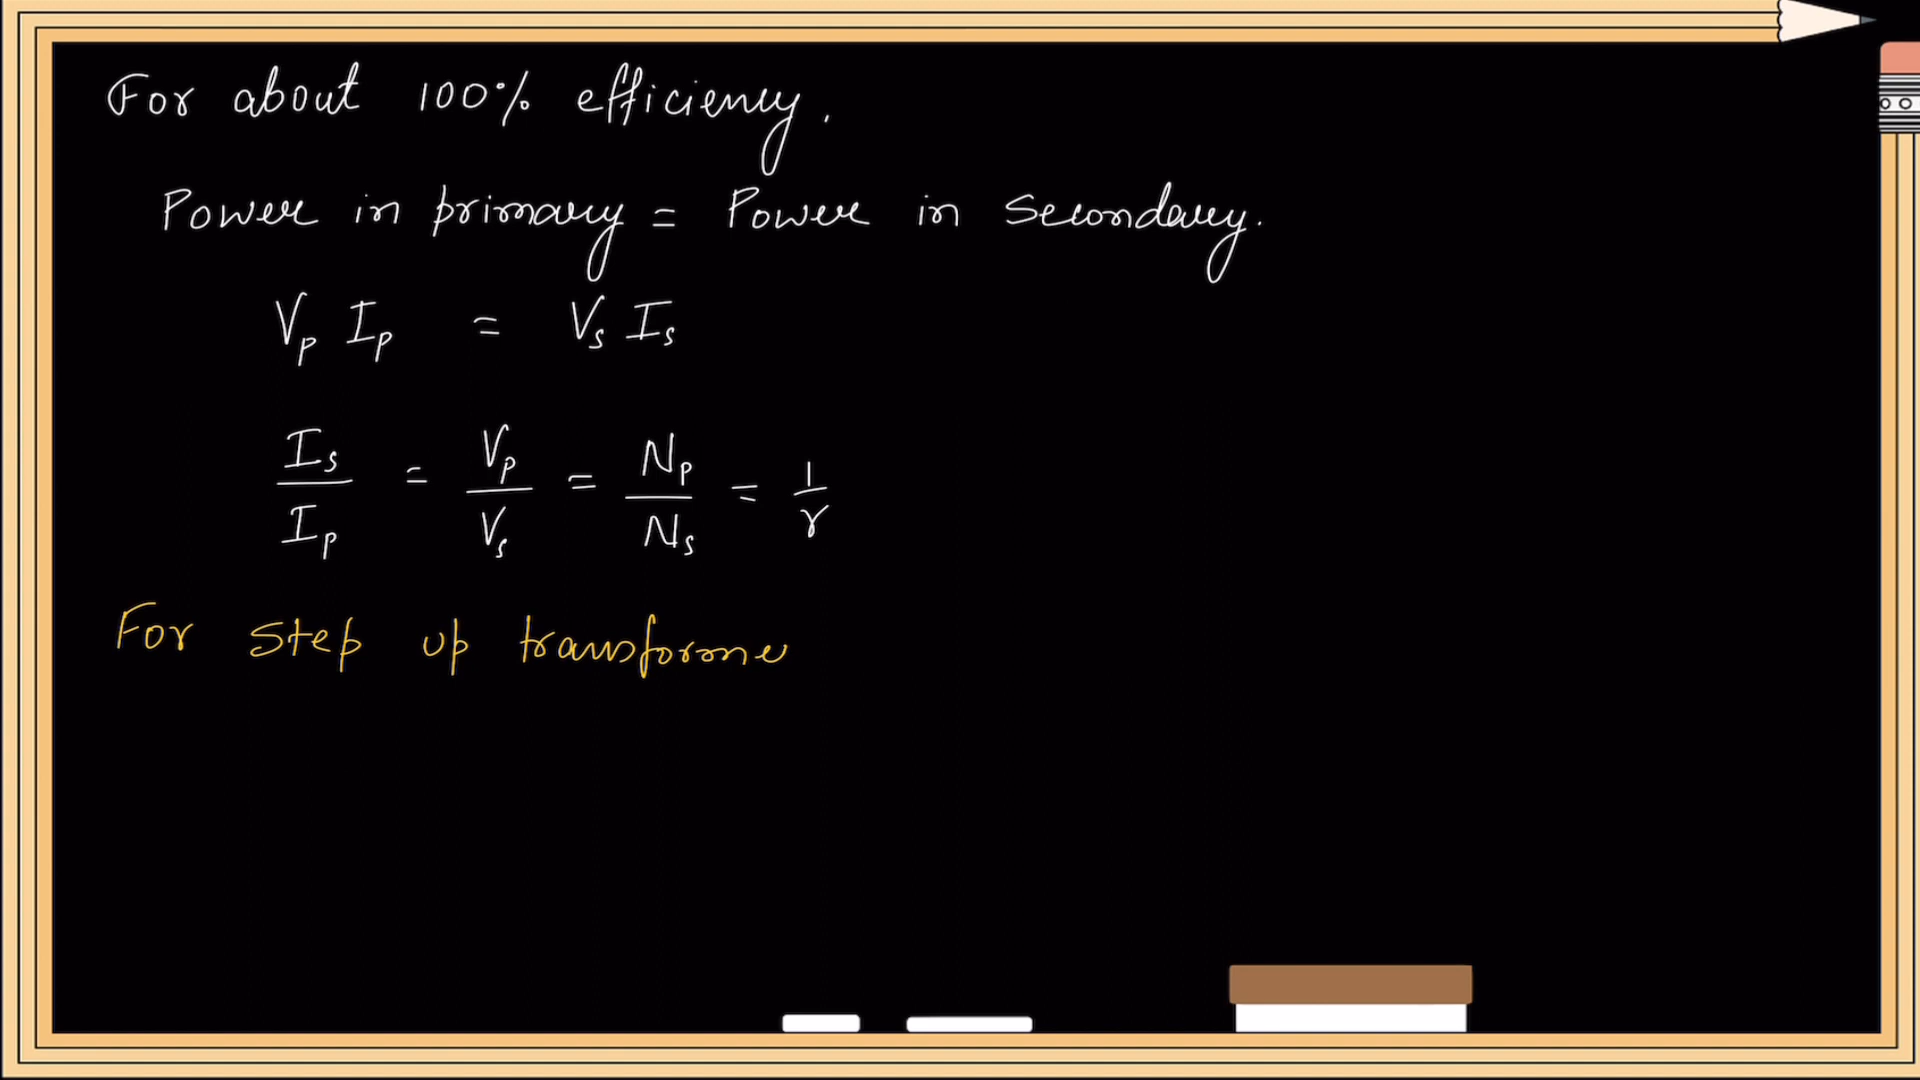 For about 100% efficiency.
Power in primary = Power in Secondary.
Vp Ip = Vs Is
Is/Ip = Vp/Vs = Np/Ns = 1/r
For step up transforme